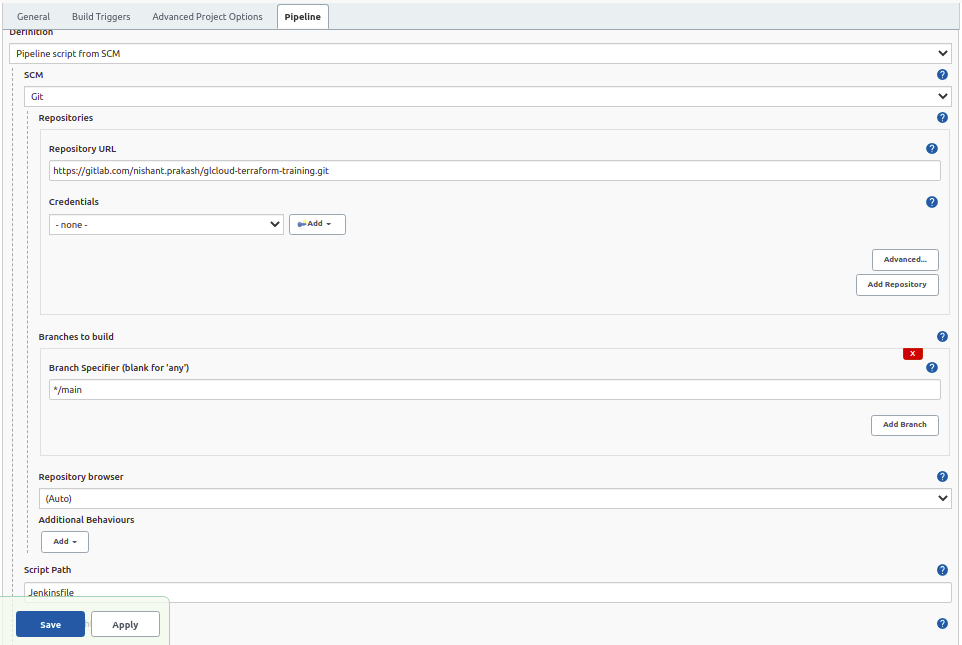 General Build Triggers Advanced Project Options Pipeline
Definition
Pipeline script from SCM
SCM
Git
Repositories
Repository URL
https://gitlab.com/nishant.prakash/glcloud-terraform-training.git
Credentials
- none - Add
Advanced...
Add Repository
Branches to build
X
Branch Specifier (blank for 'any')
*/main
Add Branch
Repository browser
(Auto)
Additional Behaviours
Add
Script Path
Jenkinsfile
Save Apply